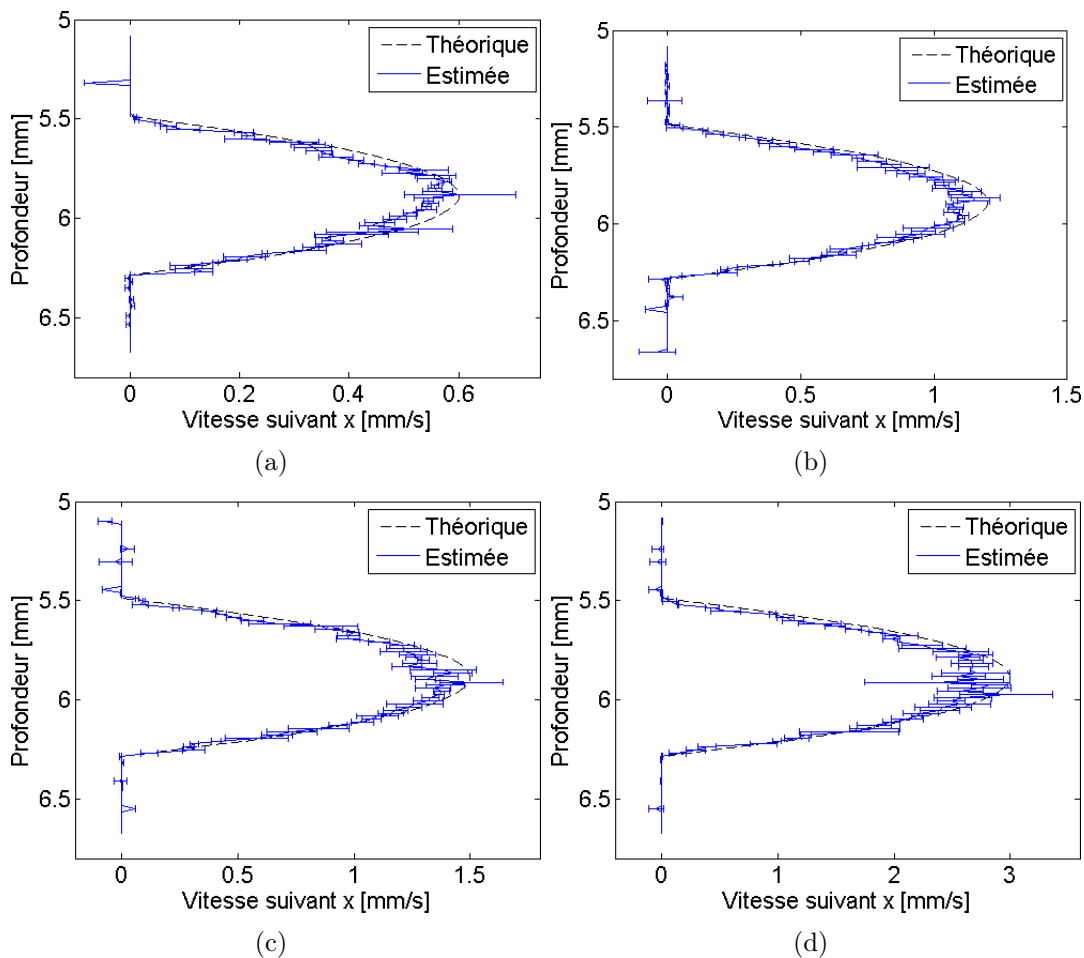 5
5.5
6
6.5
Profondeur [mm]
Théorique
Estimée
0
0.2
0.4
0.6
Vitesse suivant x [mm/s]
(a)
5
5.5
6
6.5
Profondeur [mm]
Théorique
Estimée
0
0.5
1
1.5
Vitesse suivant x [mm/s]
(b)
5
5.5
6
6.5
Profondeur [mm]
Théorique
Estimée
0
0.5
1
1.5
Vitesse suivant x [mm/s]
(c)
5
5.5
6
6.5
Profondeur [mm]
Théorique
Estimée
0
1
2
3
Vitesse suivant x [mm/s]
(d)